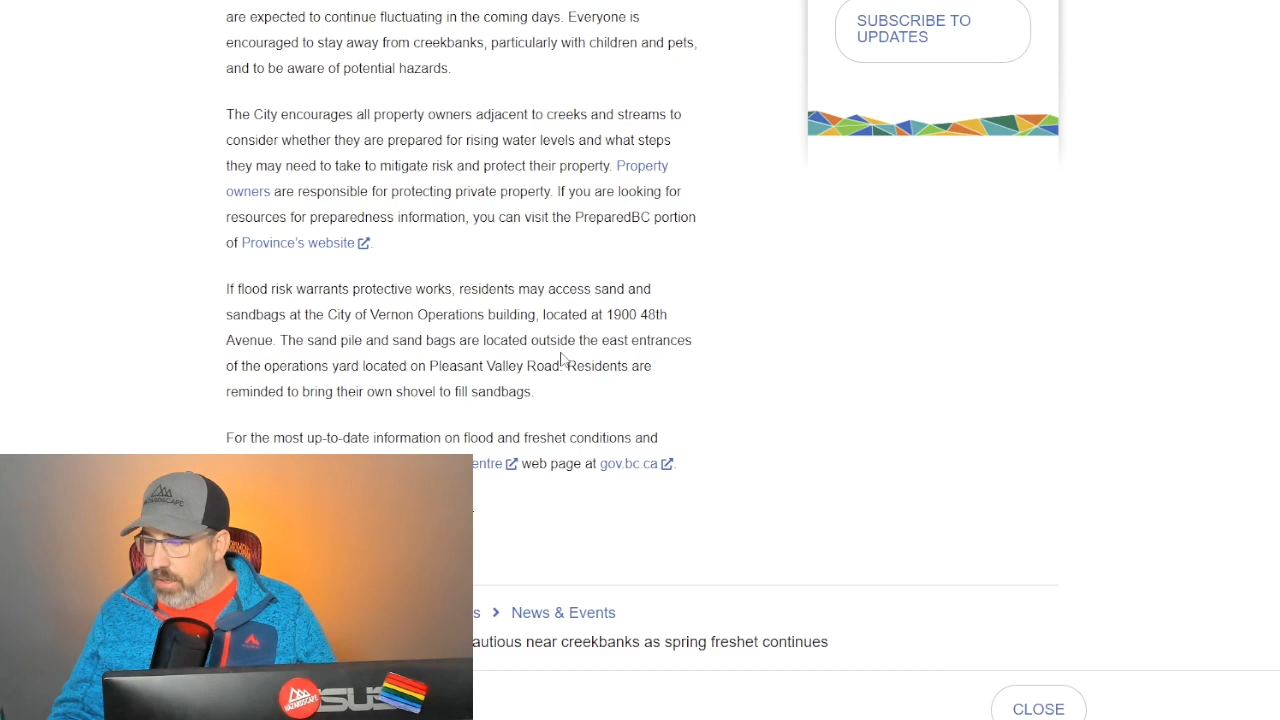 are expected to continue fluctuating in the coming days. Everyone is
encouraged to stay away from creekbanks, particularly with children and pets,
and to be aware of potential hazards.
The City encourages all property owners adjacent to creeks and streams to
consider whether they are prepared for rising water levels and what steps
they may need to take to mitigate risk and protect their property. Property
owners are responsible for protecting private property. If you are looking for
resources for preparedness information, you can visit the PreparedBC portion
of Province's website.
If flood risk warrants protective works, residents may access sand and
sandbags at the City of Vernon Operations building, located at 1900 48th
Avenue. The sand pile and sand bags are located outside the east entrances
of the operations yard located on Pleasant Valley Road. Residents are
reminded to bring their own shovel to fill sandbags.
For the most up-to-date information on flood and freshet conditions and
entre web page at gov.bc.ca.
s > News & Events
autious near creekbanks as spring freshet continues
SUBSCRIBE TO
UPDATES
CLOSE
HAZARDSCAPE
HAZARDSCAPE
ASUS